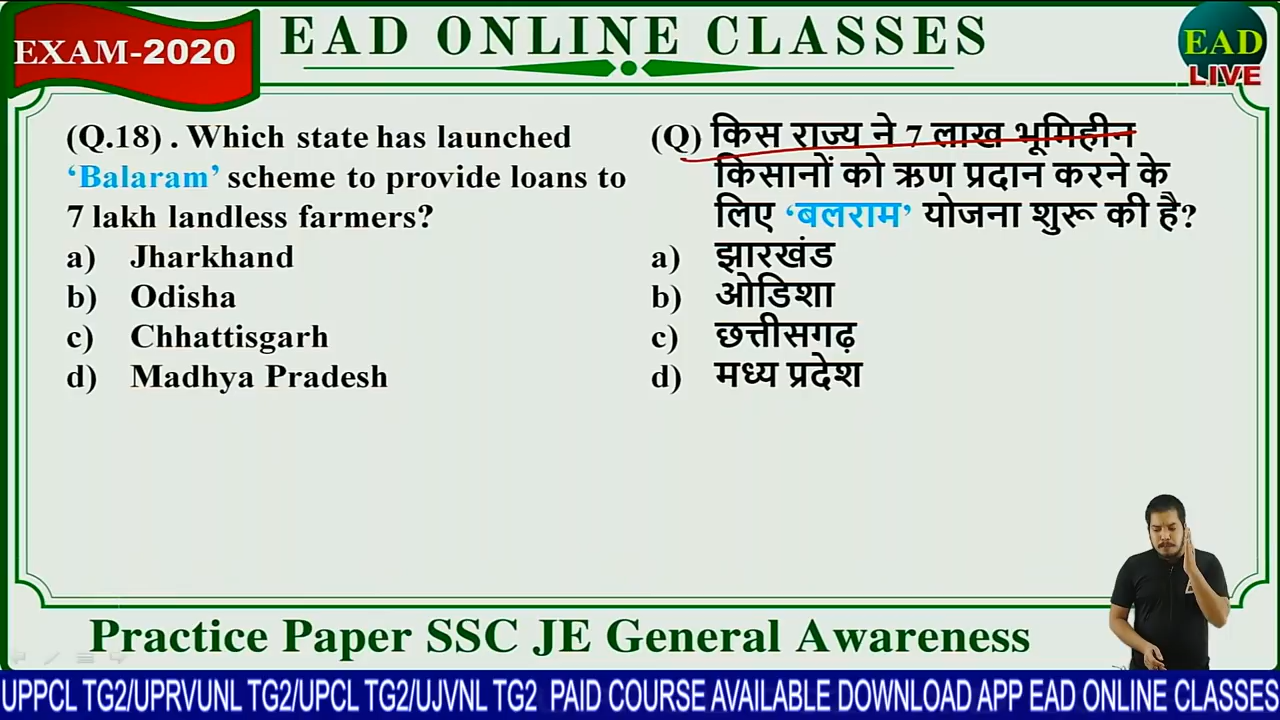 EXAM-2020
EAD ONLINE CLASSES
EAD
LIVE
(Q.18) . Which state has launched
‘Balaram’ scheme to provide loans to
7 lakh landless farmers?
a) Jharkhand
b) Odisha
c) Chhattisgarh
d) Madhya Pradesh
(Q) किस राज्य ने 7 लाख भूमिहीन
किसानों को ऋण प्रदान करने के
लिए ‘बलराम’ योजना शुरू की है?
a) झारखंड
b) ओडिशा
c) छत्तीसगढ़
d) मध्य प्रदेश
Practice Paper SSC JE General Awareness
UPPCL TG2/UPRVUNL TG2/UPCL TG2/UJVNL TG2 PAID COURSE AVAILABLE DOWNLOAD APP EAD ONLINE CLASSES